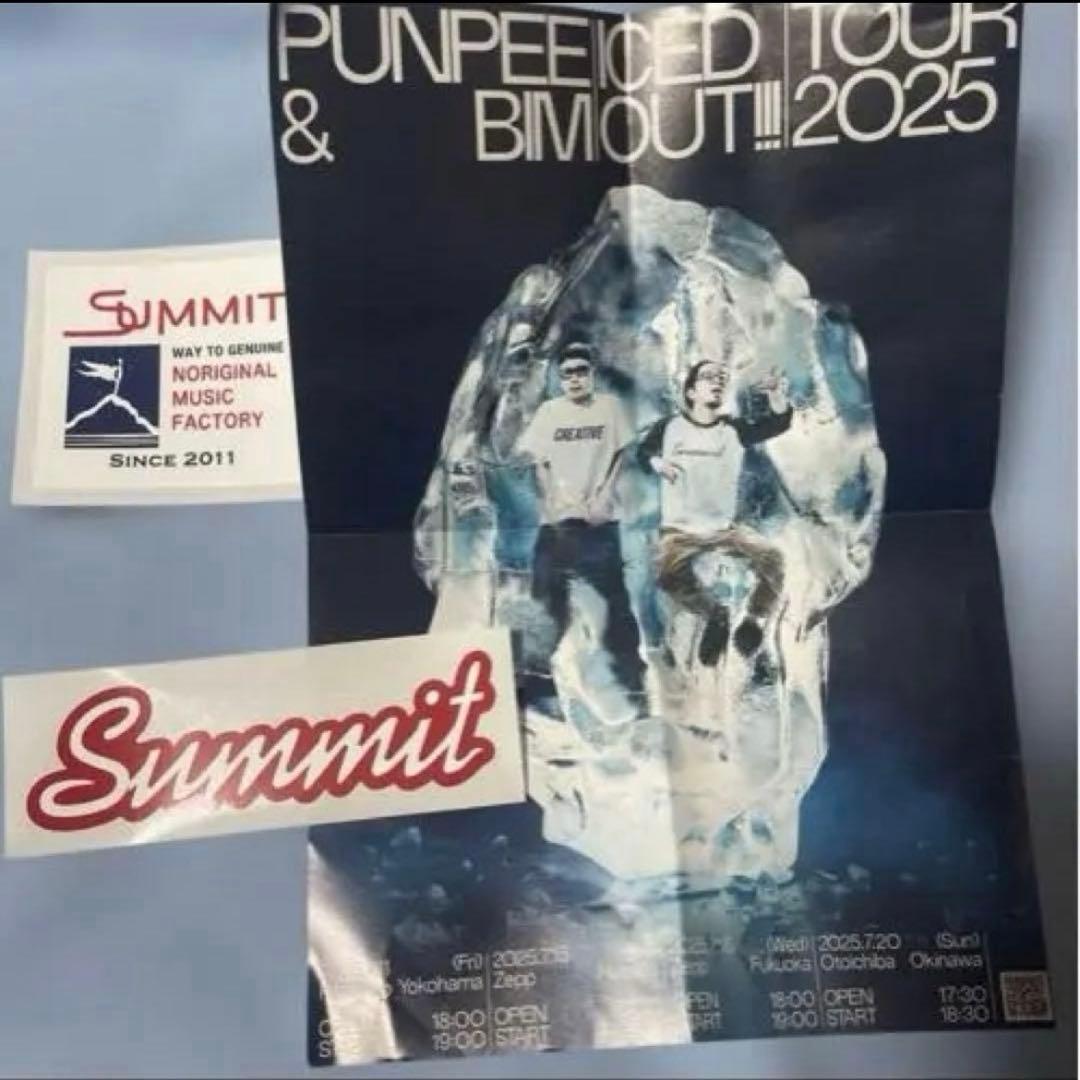 PUNPEE ICED TOUR
& BIM OUT!!! 2025
SUMMIT
WAY TO GENUINE
NORIGINAL
MUSIC
FACTORY
SINCE 2011
CREATIVE
Summit
(Fri) (Wed) 2025.7.20 (Sun)
Yokohama Zepp Fukuoka Otoichiba Okinawa
18:00 OPEN 18:00 OPEN 17:30
19:00 START 19:00 START 18:30